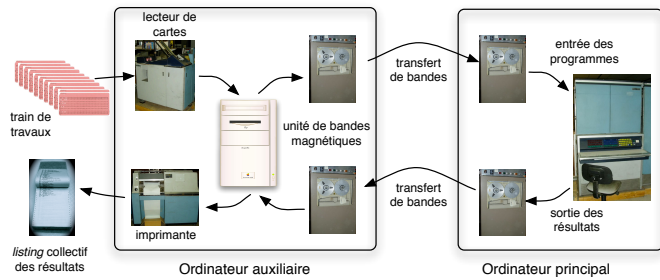 lecteur de
cartes
train de
travaux
unité de bandes
magnétiques
transfert
de bandes
entrée des
programmes
listing collectif
des résultats
imprimante
transfert
de bandes
sortie des
résultats
Ordinateur auxiliaire
Ordinateur principal